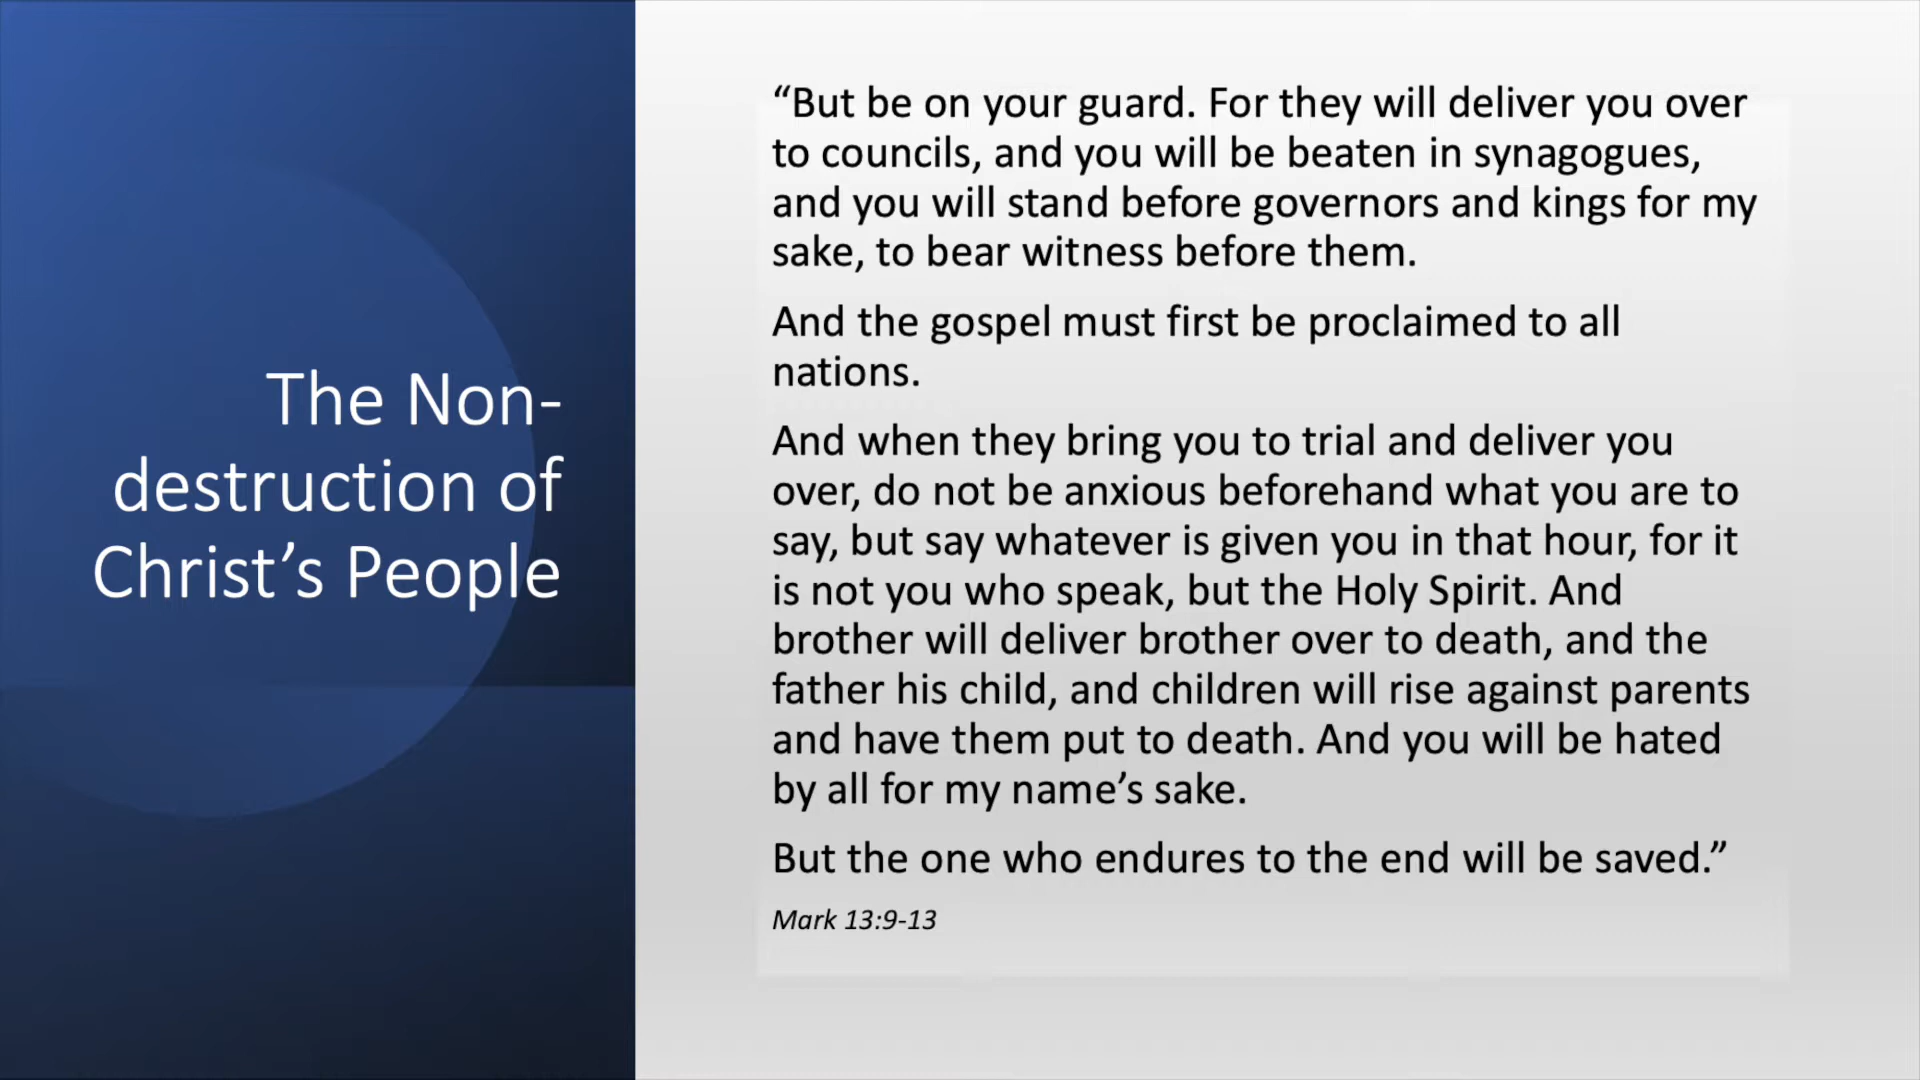 The Non-
destruction of
Christ’s People
“But be on your guard. For they will deliver you over
to councils, and you will be beaten in synagogues,
and you will stand before governors and kings for my
sake, to bear witness before them.
And the gospel must first be proclaimed to all
nations.
And when they bring you to trial and deliver you
over, do not be anxious beforehand what you are to
say, but say whatever is given you in that hour, for it
is not you who speak, but the Holy Spirit. And
brother will deliver brother over to death, and the
father his child, and children will rise against parents
and have them put to death. And you will be hated
by all for my name’s sake.
But the one who endures to the end will be saved.”
Mark 13:9-13